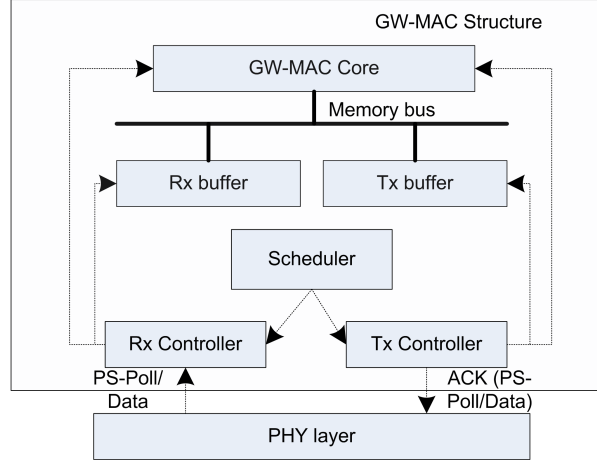 GW-MAC Structure
GW-MAC Core
Memory bus
Rx buffer
Tx buffer
Scheduler
Rx Controller
Tx Controller
PS-Poll/
Data
ACK (PS-
Poll/Data)
PHY layer